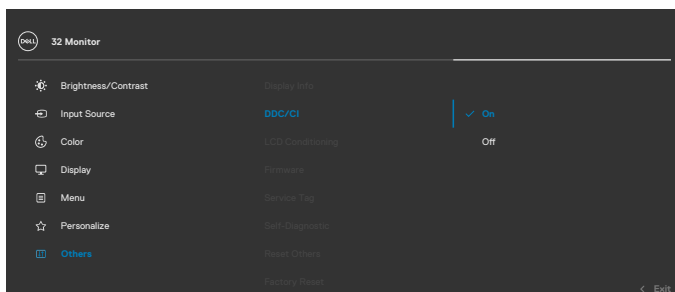 DELL
32 Monitor
Brightness/Contrast
Display Info
Input Source
DDC/CI
On
Color
LCD Conditioning
Off
Display
Firmware
Menu
Service Tag
Personalize
Self-Diagnostic
Others
Reset Others
Factory Reset
Exit